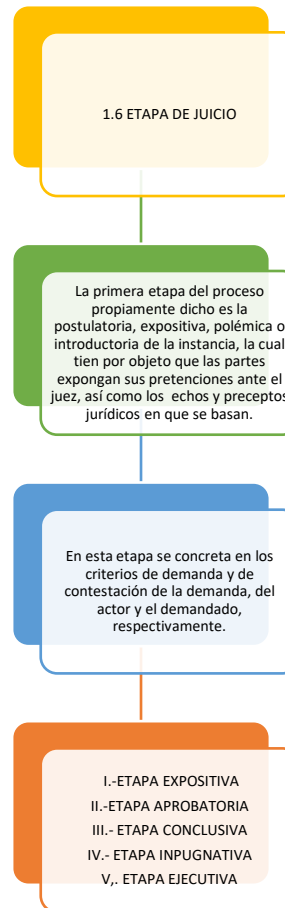 1.6 ETAPA DE JUICIO
La primera etapa del proceso
propiamente dicho es la
postulatoria, expositiva, polémica o
introductoria de la instancia, la cual
tien por objeto que las partes
expongan sus pretenciones ante el
juez, así como los echos y preceptos
jurídicos en que se basan.
En esta etapa se concreta en los
criterios de demanda y de
contestación de la demanda, del
actor y el demandado,
respectivamente.
I.-ETAPA EXPOSITIVA
II.-ETAPA APROBATORIA
III.- ETAPA CONCLUSIVA
IV.- ETAPA INPUGNATIVA
V,. ETAPA EJECUTIVA